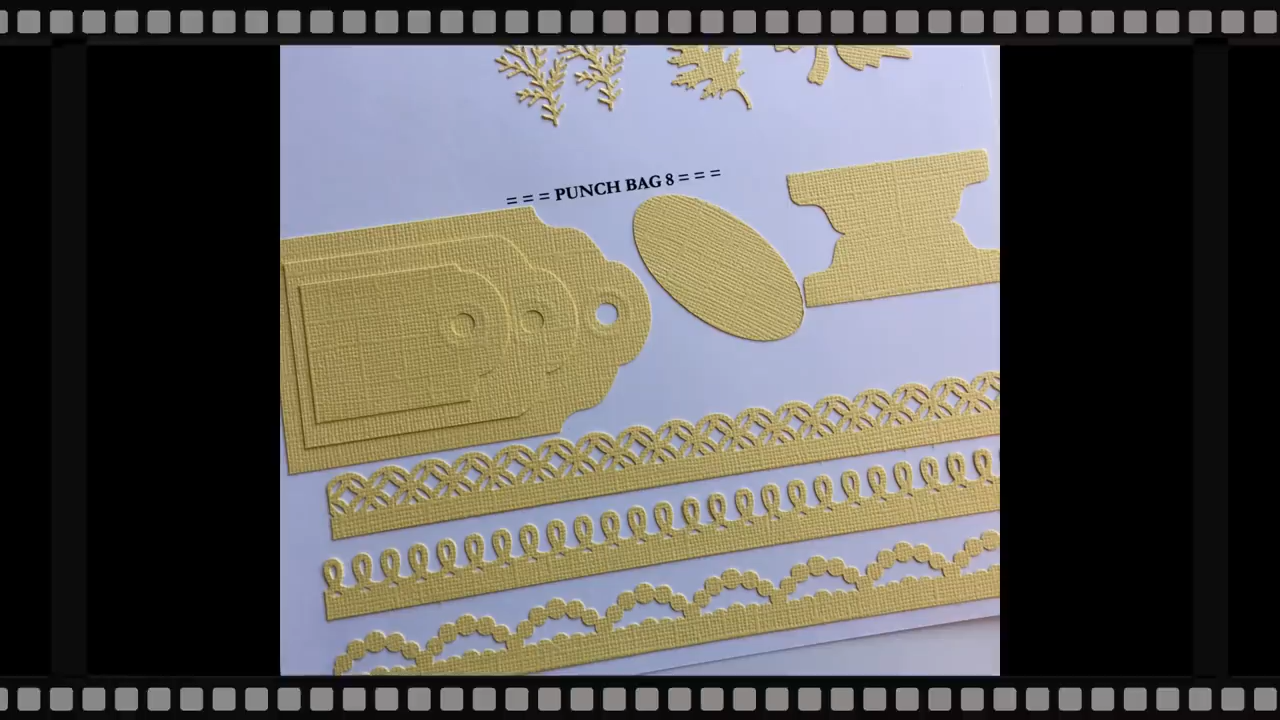 = = = PUNCH BAG 8 = = =